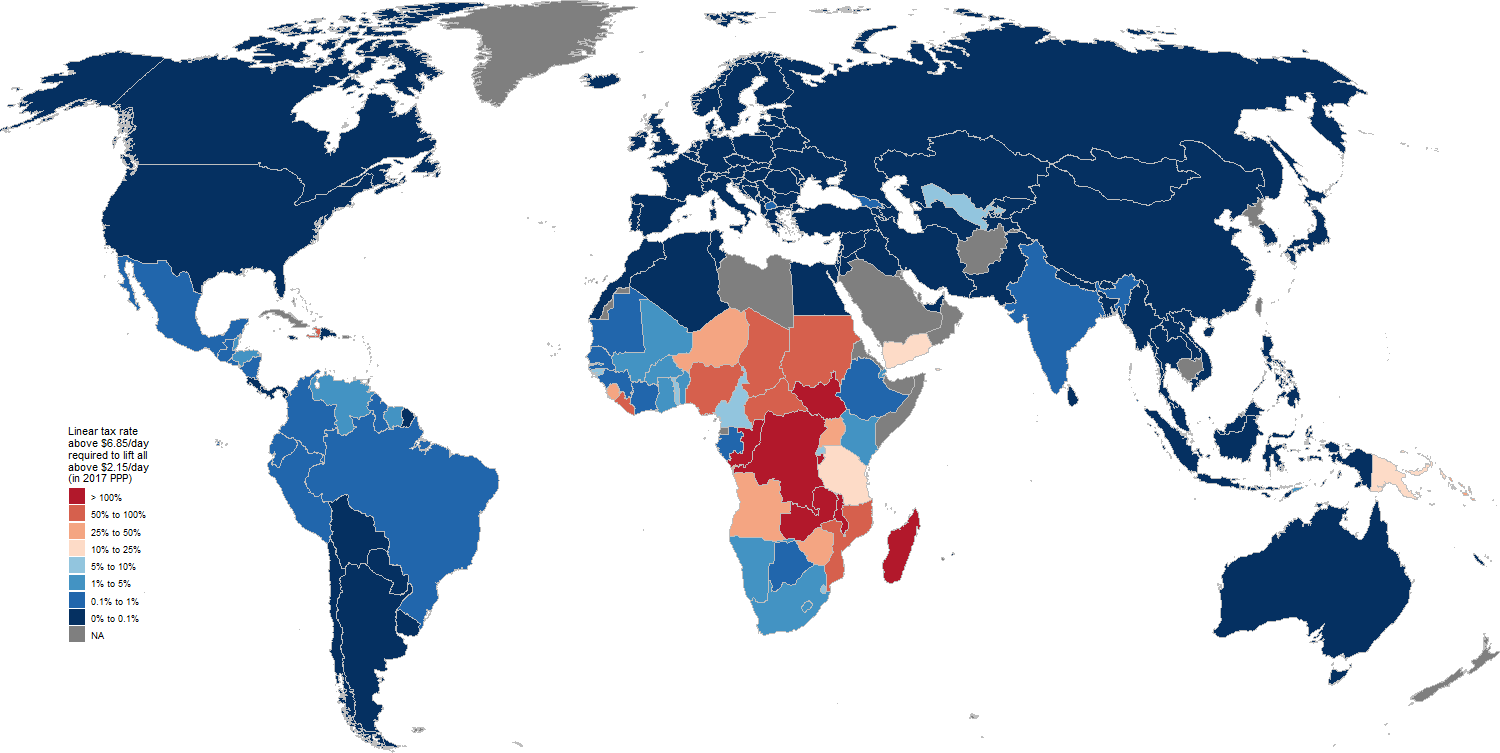 Linear tax rate
above $6.85/day
required to lift all
above $2.15/day
(in 2017 PPP)
> 100%
50% to 100%
25% to 50%
10% to 25%
5% to 10%
1% to 5%
0.1% to 1%
0% to 0.1%
NA